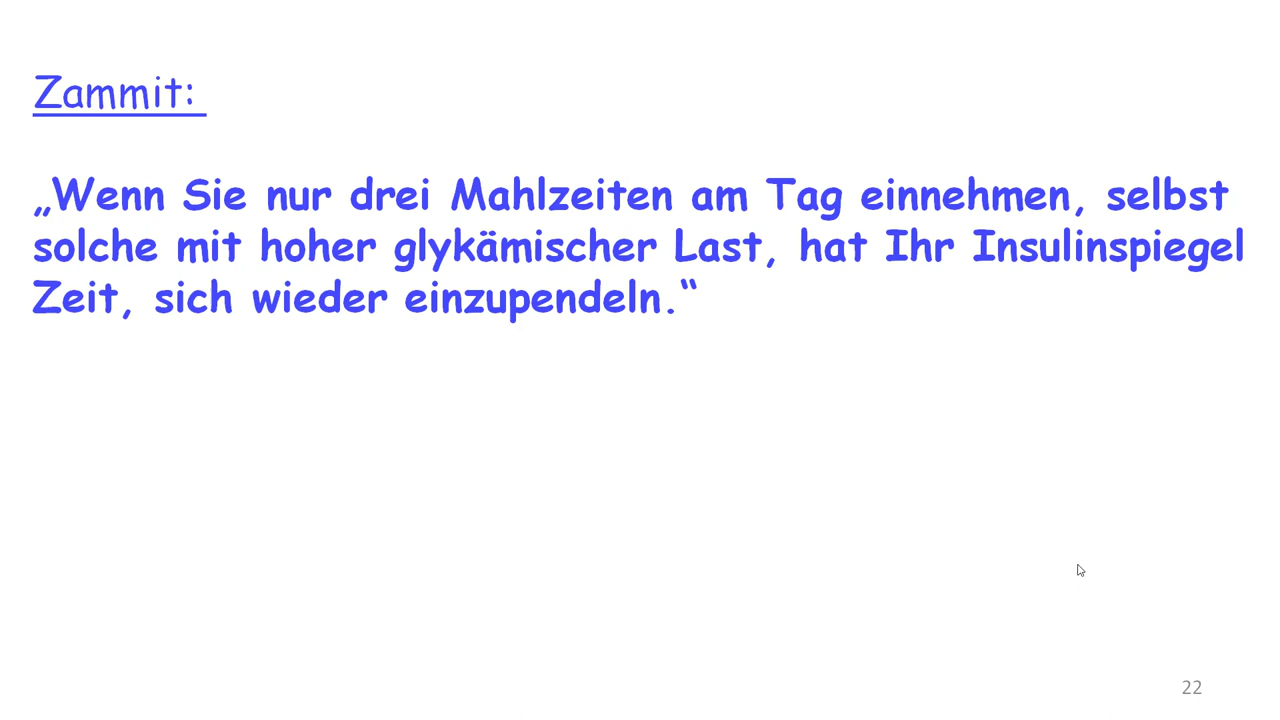 Zammit:
„Wenn Sie nur drei Mahlzeiten am Tag einnehmen, selbst
solche mit hoher glykämischer Last, hat Ihr Insulinspiegel
Zeit, sich wieder einzupendeln.“
22